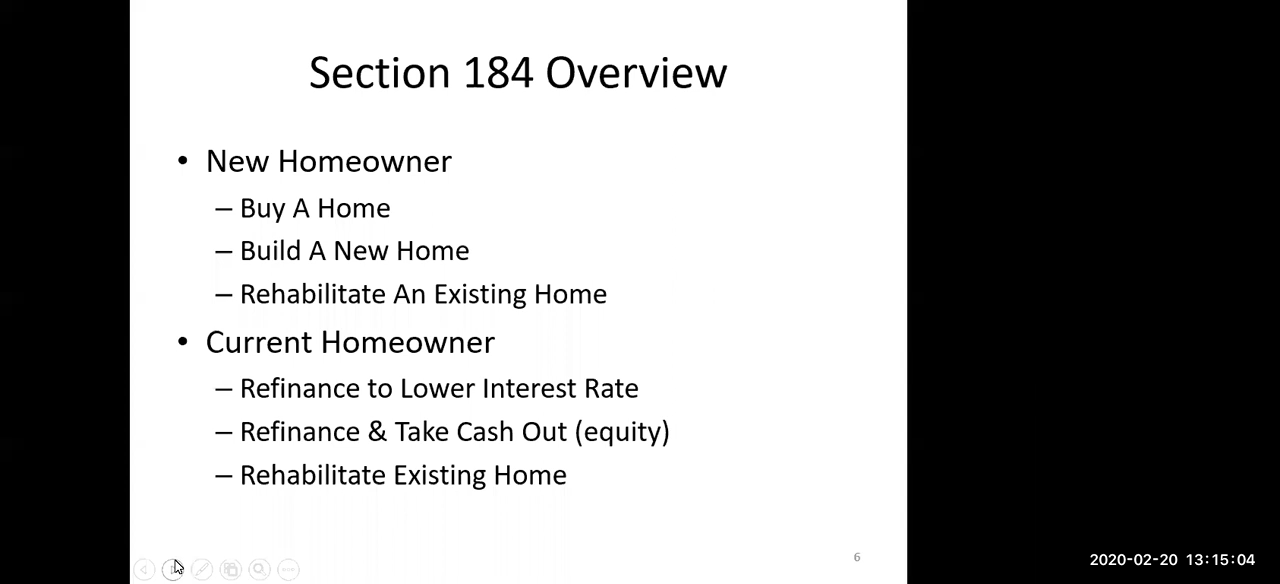 Section 184 Overview
• New Homeowner
– Buy A Home
– Build A New Home
– Rehabilitate An Existing Home
• Current Homeowner
– Refinance to Lower Interest Rate
– Refinance & Take Cash Out (equity)
– Rehabilitate Existing Home
6
2020-02-20 13:15:04